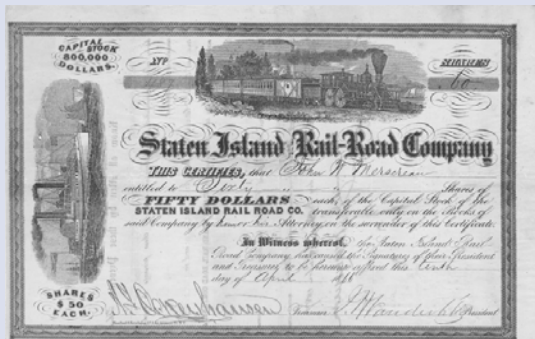 CAPITAL STOCK
800,000
DOLLARS.
No
60
Staten Island Rail-Road Company
THIS CERTIFIES, that John W Mersereau
entitled to Sixty Shares of
FIFTY DOLLARS each, of the Capital Stock of the
STATEN ISLAND RAIL ROAD CO. transferable only on the Books of
said Company by him or his Attorney on the surrender of this Certificate.
In Witness whereof, the Staten Island Rail
Road Company, has caused the Signatures of their President
and Treasurer to be hereunto affixed this
day of April
SHARES
$50
EACH.
Treasurer
J H Vanderbilt President